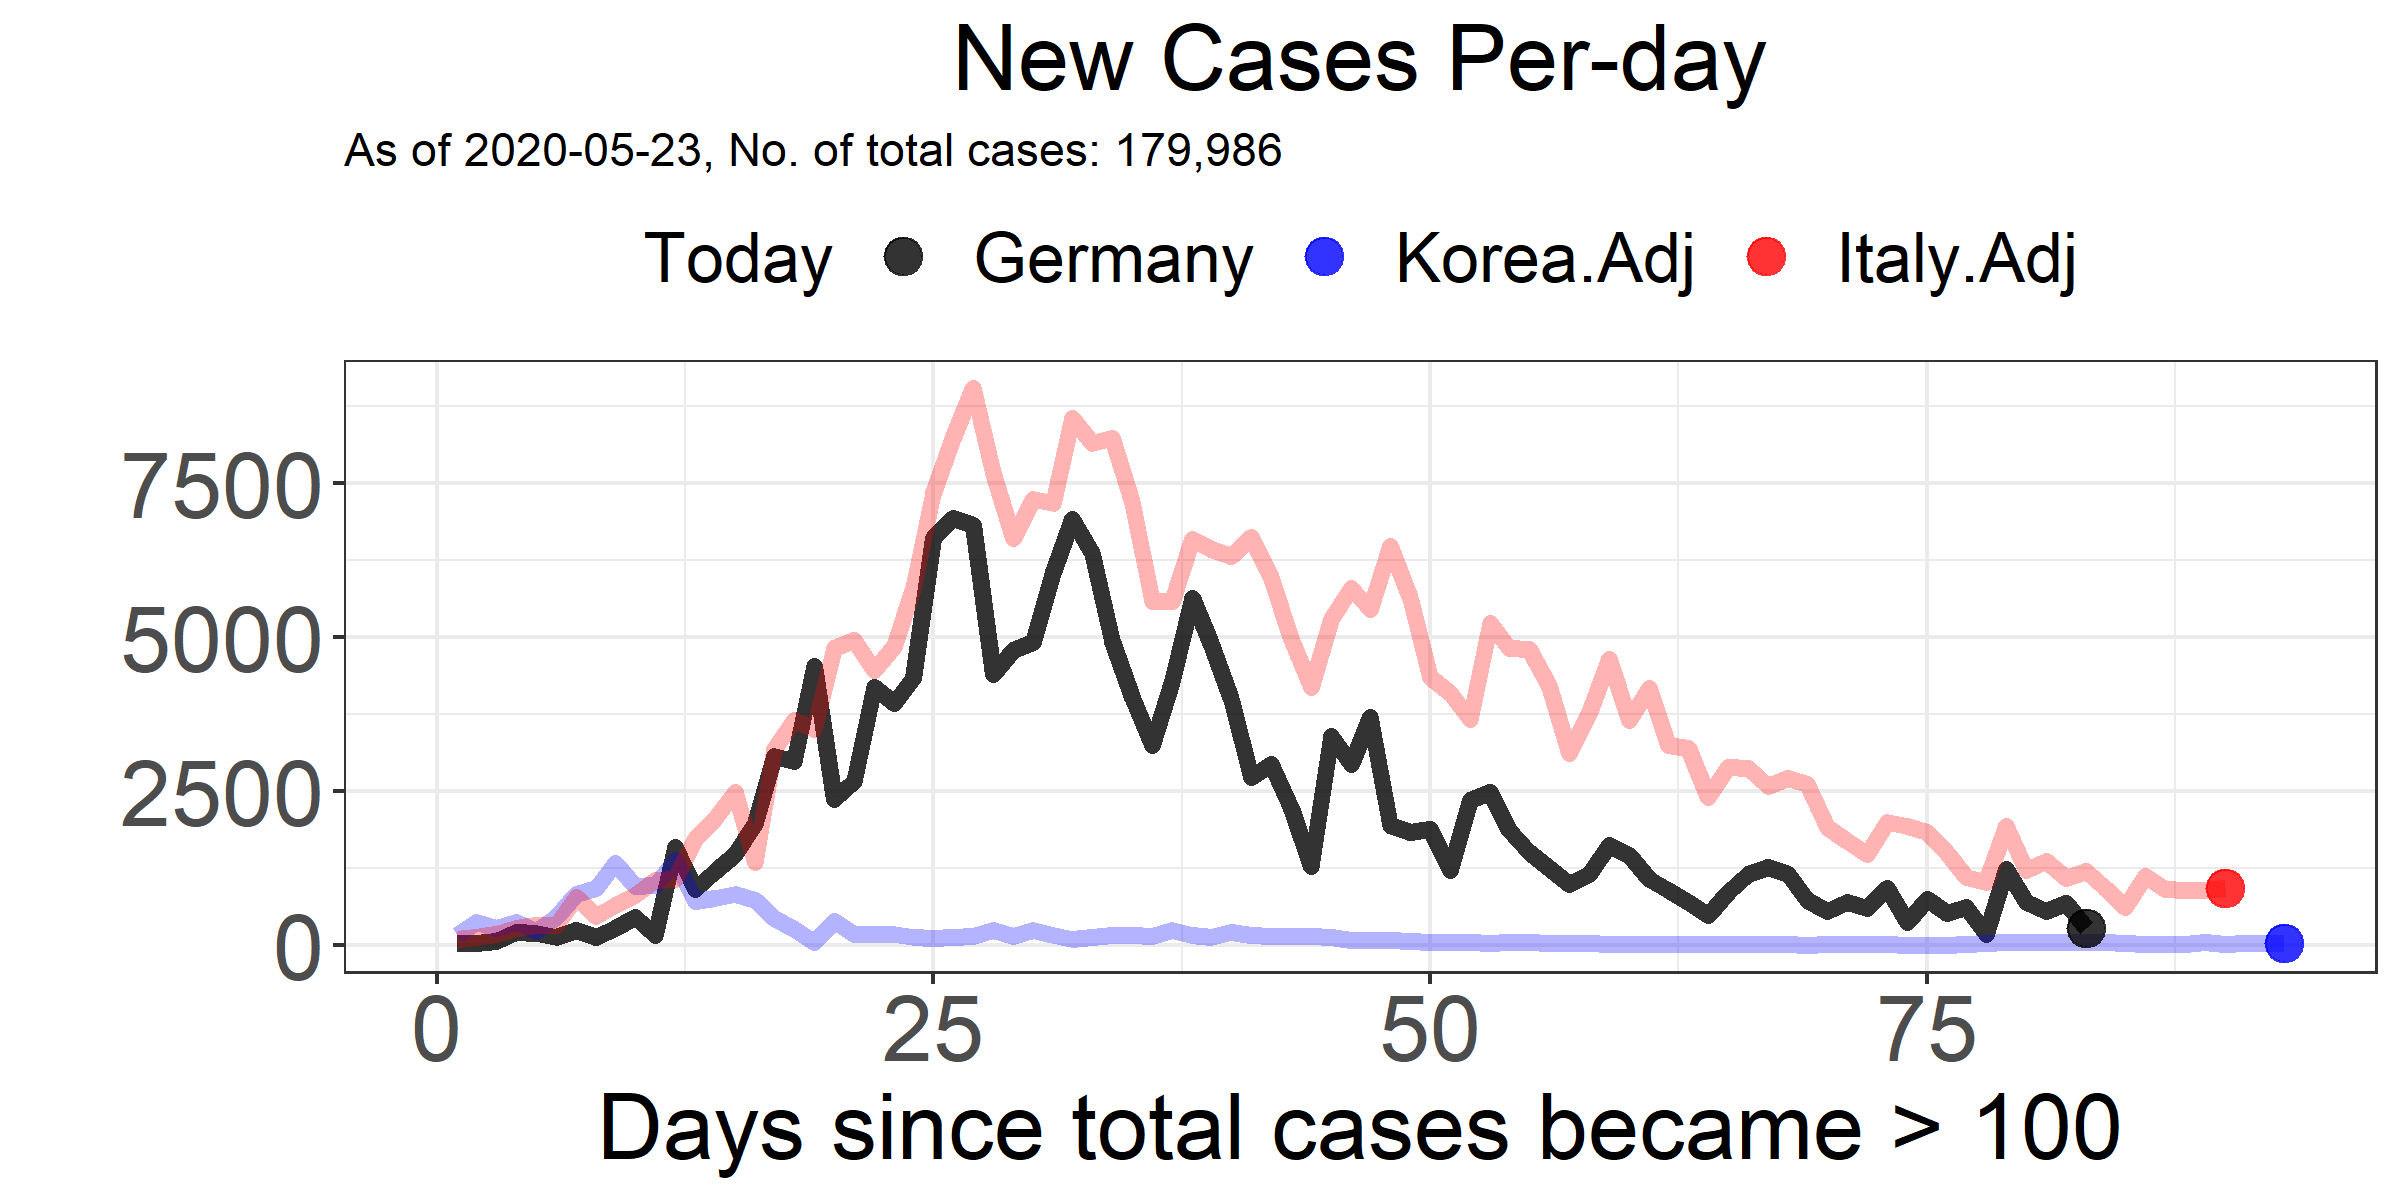 New Cases Per-day
As of 2020-05-23, No. of total cases: 179,986
Today Germany Korea.Adj Italy.Adj
7500
5000
2500
0
0 25 50 75
Days since total cases became > 100